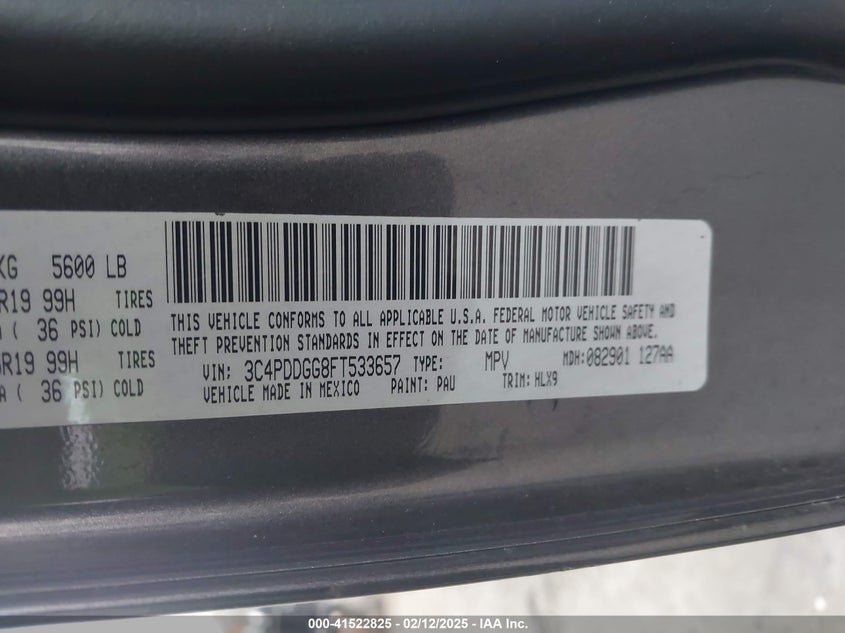 KG 5600 LB
R19 99H TIRES
( 36 PSI) COLD
R19 99H TIRES
A ( 36 PSI) COLD
THIS VEHICLE CONFORMS TO ALL APPLICABLE U.S.A. FEDERAL MOTOR VEHICLE SAFETY AND
THEFT PREVENTION STANDARDS IN EFFECT ON THE DATE OF MANUFACTURE SHOWN ABOVE.
VIN: 3C4PDDGG8FT533657 TYPE: MPV MDH:082901 127AA
VEHICLE MADE IN MEXICO PAINT: PAU TRIM: HLX9
000-41522825 - 02/12/2025 - IAA Inc.